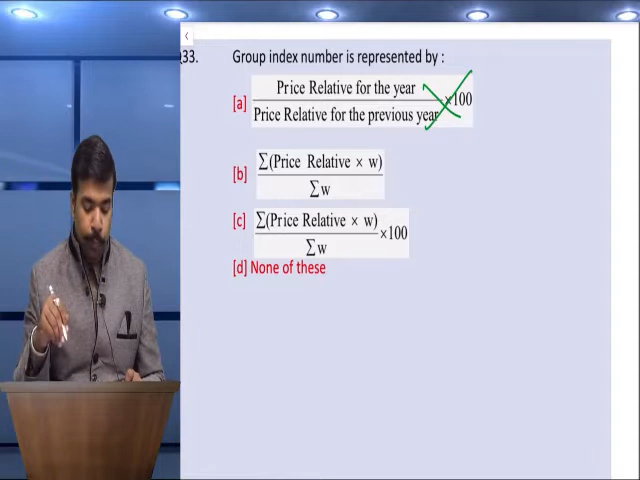 Q33. Group index number is represented by :
[a] Price Relative for the year
Price Relative for the previous year ×100
[b] ∑(Price Relative × w)
∑w
[c] ∑(Price Relative × w)
∑w ×100
[d] None of these